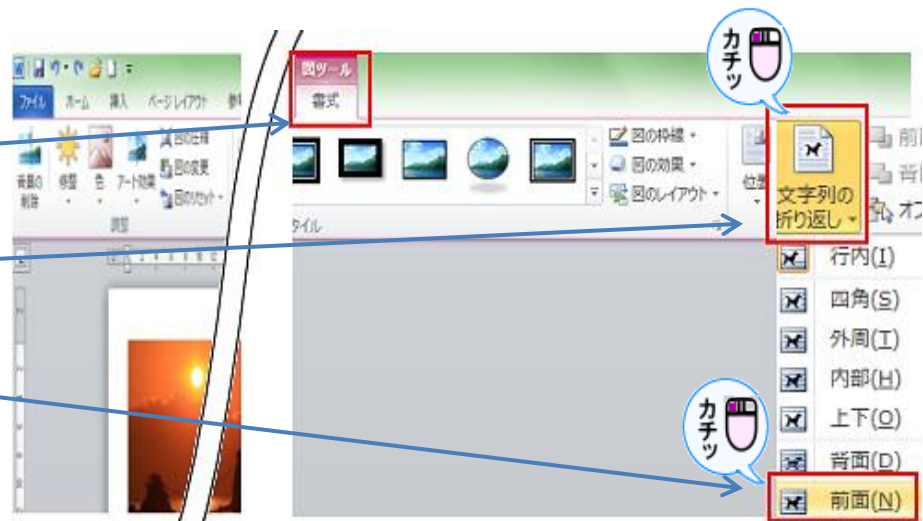 図ツール
カチッ
ファイル
ホーム
挿入
ページレイアウト
書式
図の圧縮
図の変更
図のリセット
背景の
削除
修整
色
アート効果
調整
図の枠線
図の効果
図のレイアウト
タイル
位置
文字列の
折り返し
行内(I)
四角(S)
外周(T)
内部(H)
上下(O)
カチッ
背面(D)
前面(N)